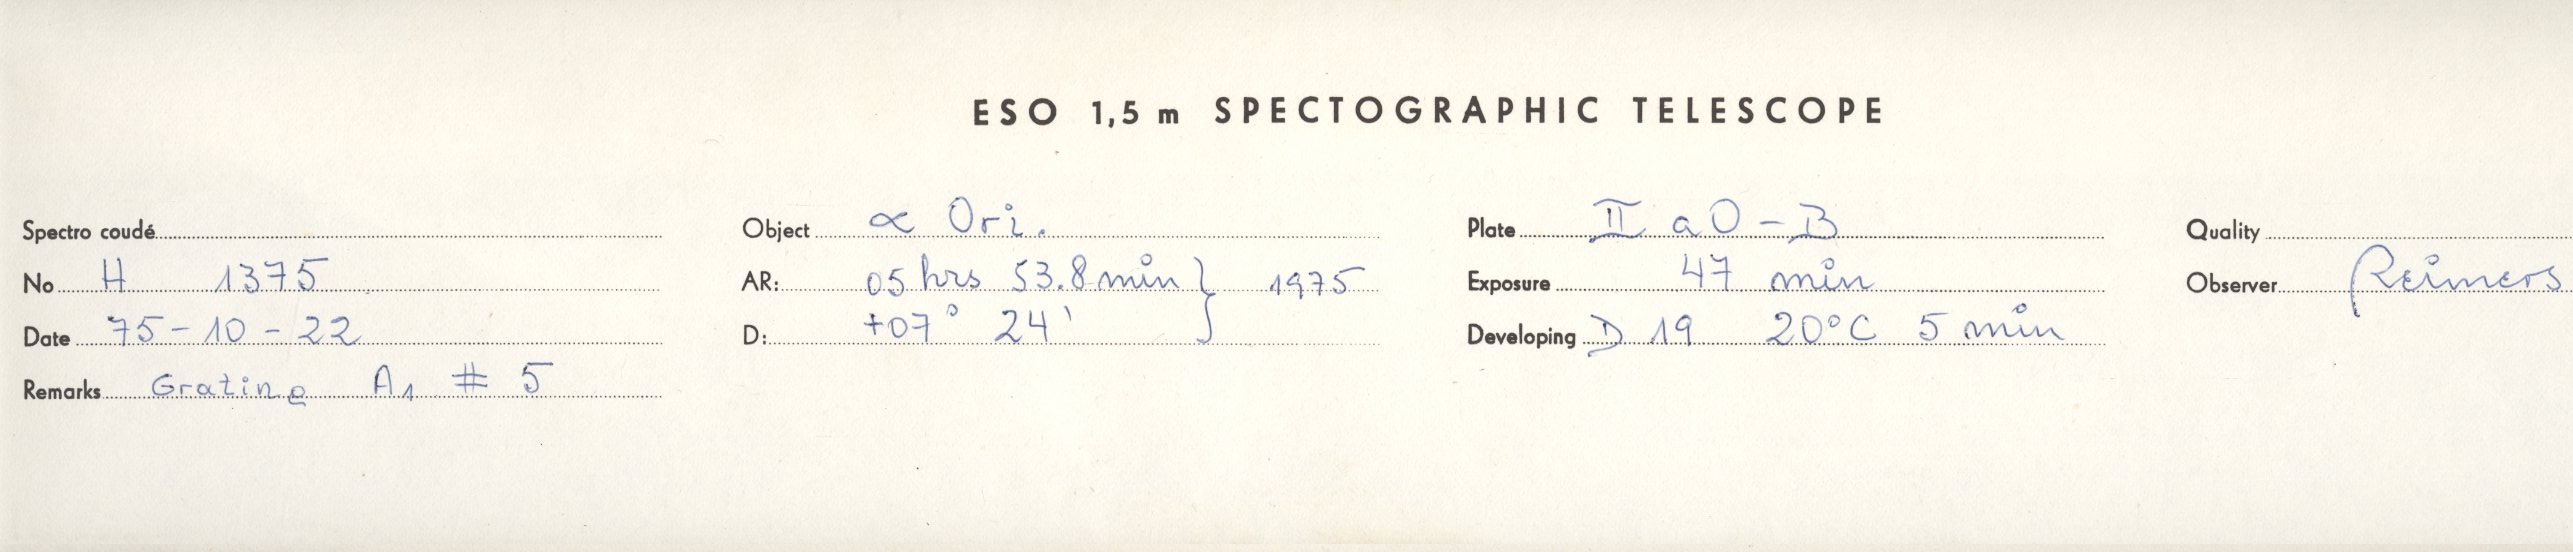 ESO 1,5 m SPECTOGRAPHIC TELESCOPE
Spectro coudé
No H 1375
Date 75-10-22
Remarks Grating A1 # 5
Object α Ori.
AR: 05 hrs 53.8 min } 1975
D: +07° 24'
Plate II a O - B
Exposure 47 min
Developing D 19 20°C 5 min
Quality
Observer Reimers